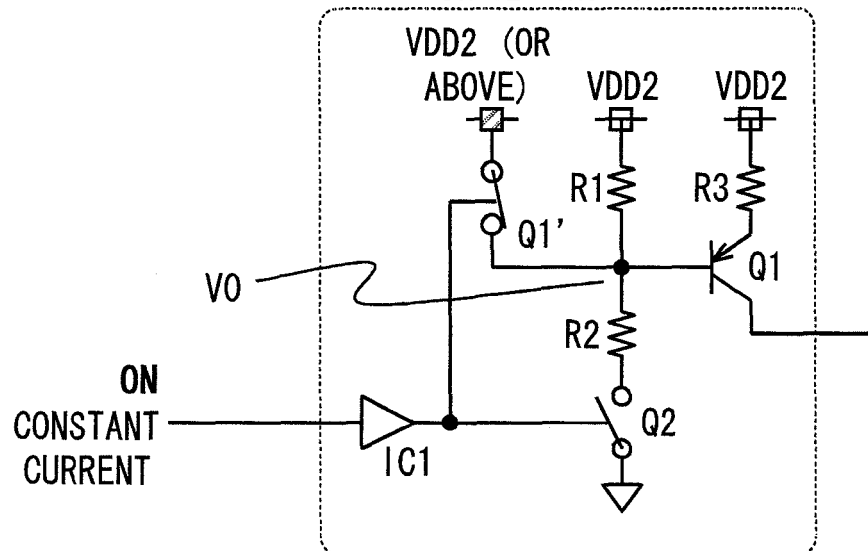 VDD2 (OR
ABOVE)
VDD2
VDD2
R1
R3
Q1'
Q1
V0
R2
ON
CONSTANT
CURRENT
IC1
Q2